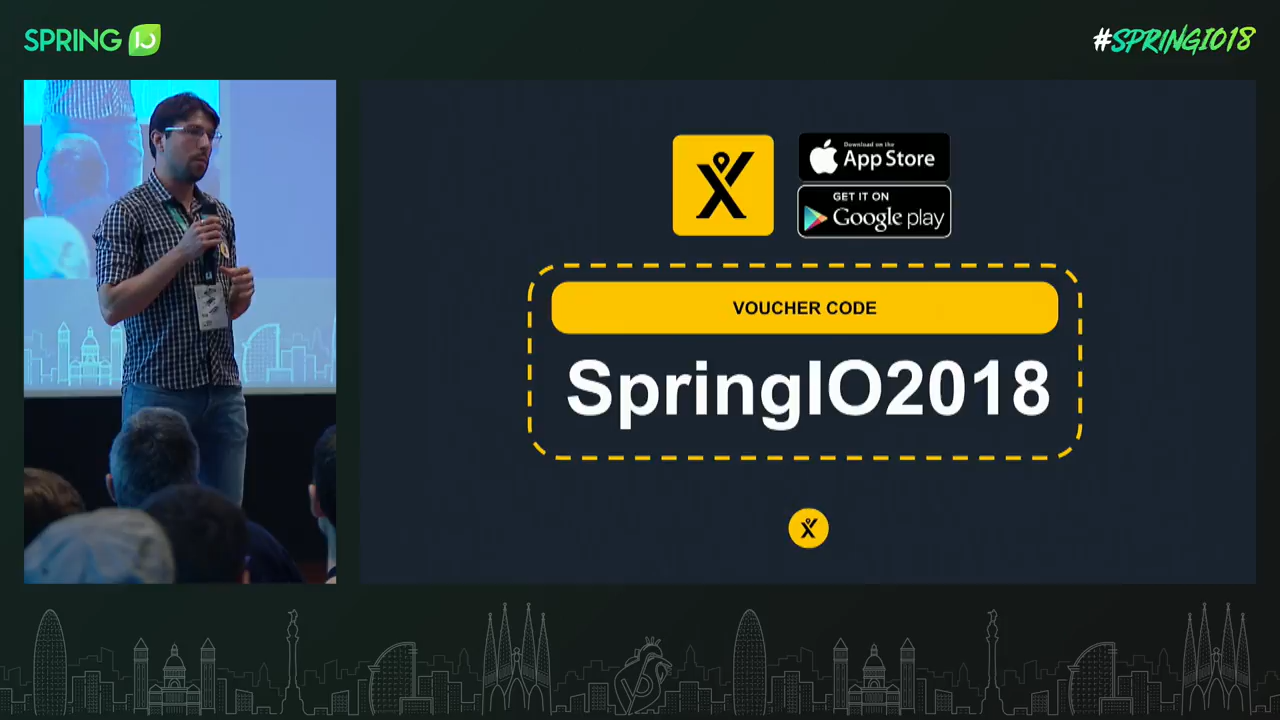 SPRING IO
#SPRINGIO18
Download on the
App Store
GET IT ON
Google play
VOUCHER CODE
SpringIO2018